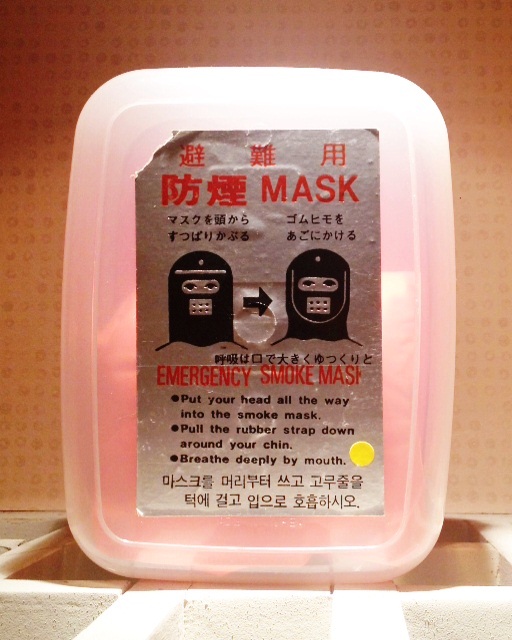 避難用
防煙 MASK
マスクを頭から
すっぽりかぶる
ゴムヒモを
あごにかける
呼吸は口で大きくゆっくりと
EMERGENCY SMOKE MASK
●Put your head all the way
into the smoke mask.
●Pull the rubber strap down
around your chin.
●Breathe deeply by mouth.
마스크를 머리부터 쓰고 고무줄을
턱에 걸고 입으로 호흡하시오.